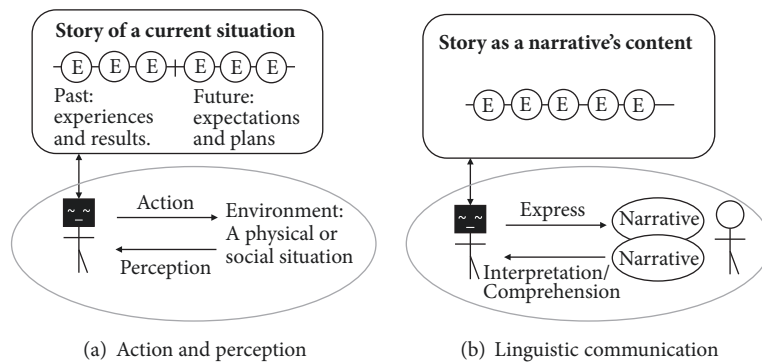 Story of a current situation
E E E E E E
Past:
experiences
and results.
Future:
expectations
and plans
~_~
Action
Perception
Environment:
A physical or
social situation
(a) Action and perception
Story as a narrative's content
E E E E E
~_~
Express
Interpretation/
Comprehension
Narrative
Narrative
(b) Linguistic communication